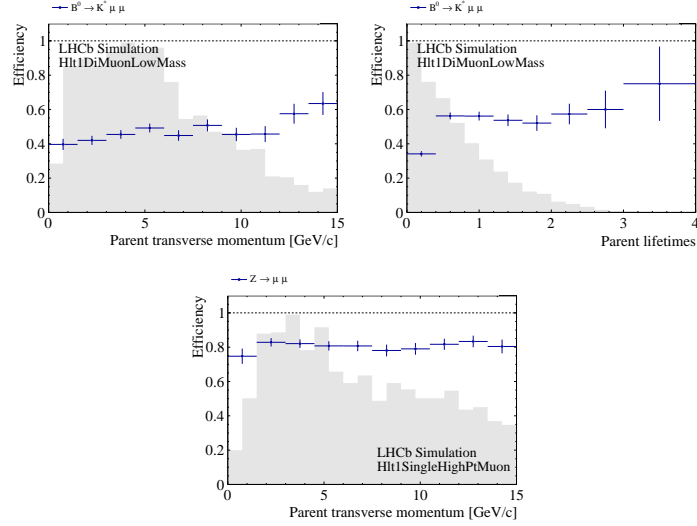 B⁰ → K* μ μ
Efficiency
1
0.8
0.6
0.4
0.2
0
LHCb Simulation
Hlt1DiMuonLowMass
0 5 10 15
Parent transverse momentum [GeV/c]
B⁰ → K* μ μ
Efficiency
1
0.8
0.6
0.4
0.2
0
LHCb Simulation
Hlt1DiMuonLowMass
0 1 2 3 4
Parent lifetimes
Z → μ μ
Efficiency
1
0.8
0.6
0.4
0.2
0
LHCb Simulation
Hlt1SingleHighPtMuon
0 5 10 15
Parent transverse momentum [GeV/c]